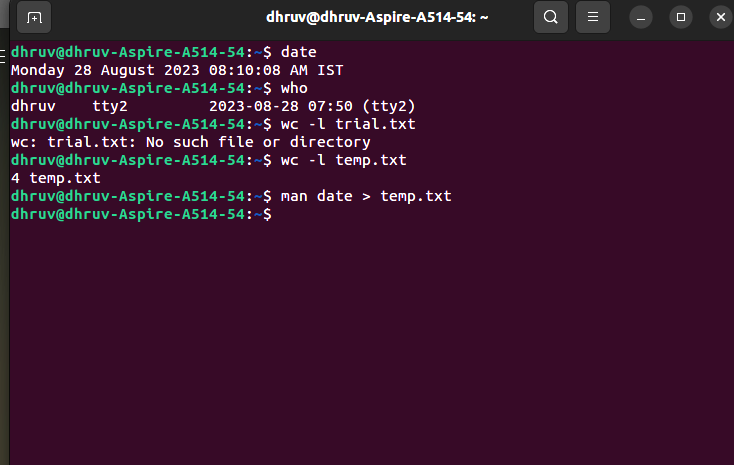 dhruv@dhruv-Aspire-A514-54: ~
dhruv@dhruv-Aspire-A514-54:~$ date
Monday 28 August 2023 08:10:08 AM IST
dhruv@dhruv-Aspire-A514-54:~$ who
dhruv    tty2         2023-08-28 07:50 (tty2)
dhruv@dhruv-Aspire-A514-54:~$ wc -l trial.txt
wc: trial.txt: No such file or directory
dhruv@dhruv-Aspire-A514-54:~$ wc -l temp.txt
4 temp.txt
dhruv@dhruv-Aspire-A514-54:~$ man date > temp.txt
dhruv@dhruv-Aspire-A514-54:~$